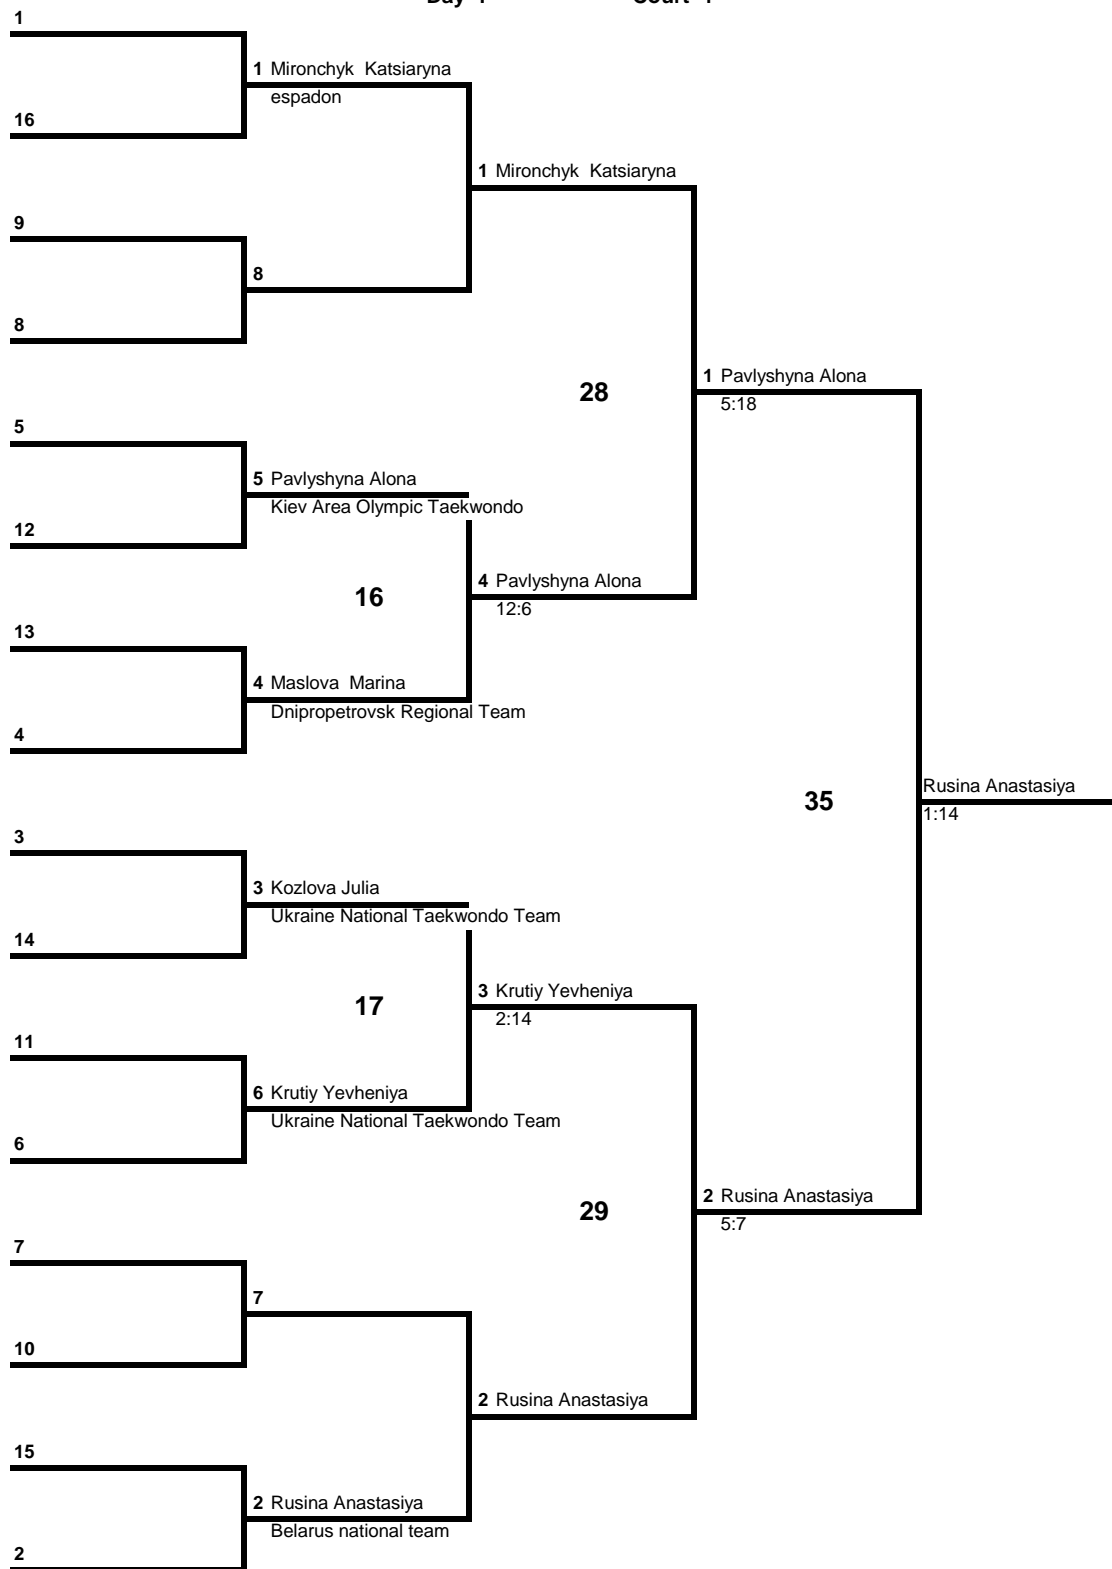 Day 1 Court 1
1
1 Mironchyk Katsiaryna
espadon
16
1 Mironchyk Katsiaryna
9
8
8
28
1 Pavlyshyna Alona
5:18
5
5 Pavlyshyna Alona
Kiev Area Olympic Taekwondo
12
16
4 Pavlyshyna Alona
12:6
13
4 Maslova Marina
Dnipropetrovsk Regional Team
4
35
Rusina Anastasiya
1:14
3
3 Kozlova Julia
Ukraine National Taekwondo Team
14
17
3 Krutiy Yevheniya
2:14
11
6 Krutiy Yevheniya
Ukraine National Taekwondo Team
6
29
2 Rusina Anastasiya
5:7
7
7
10
2 Rusina Anastasiya
15
2 Rusina Anastasiya
Belarus national team
2